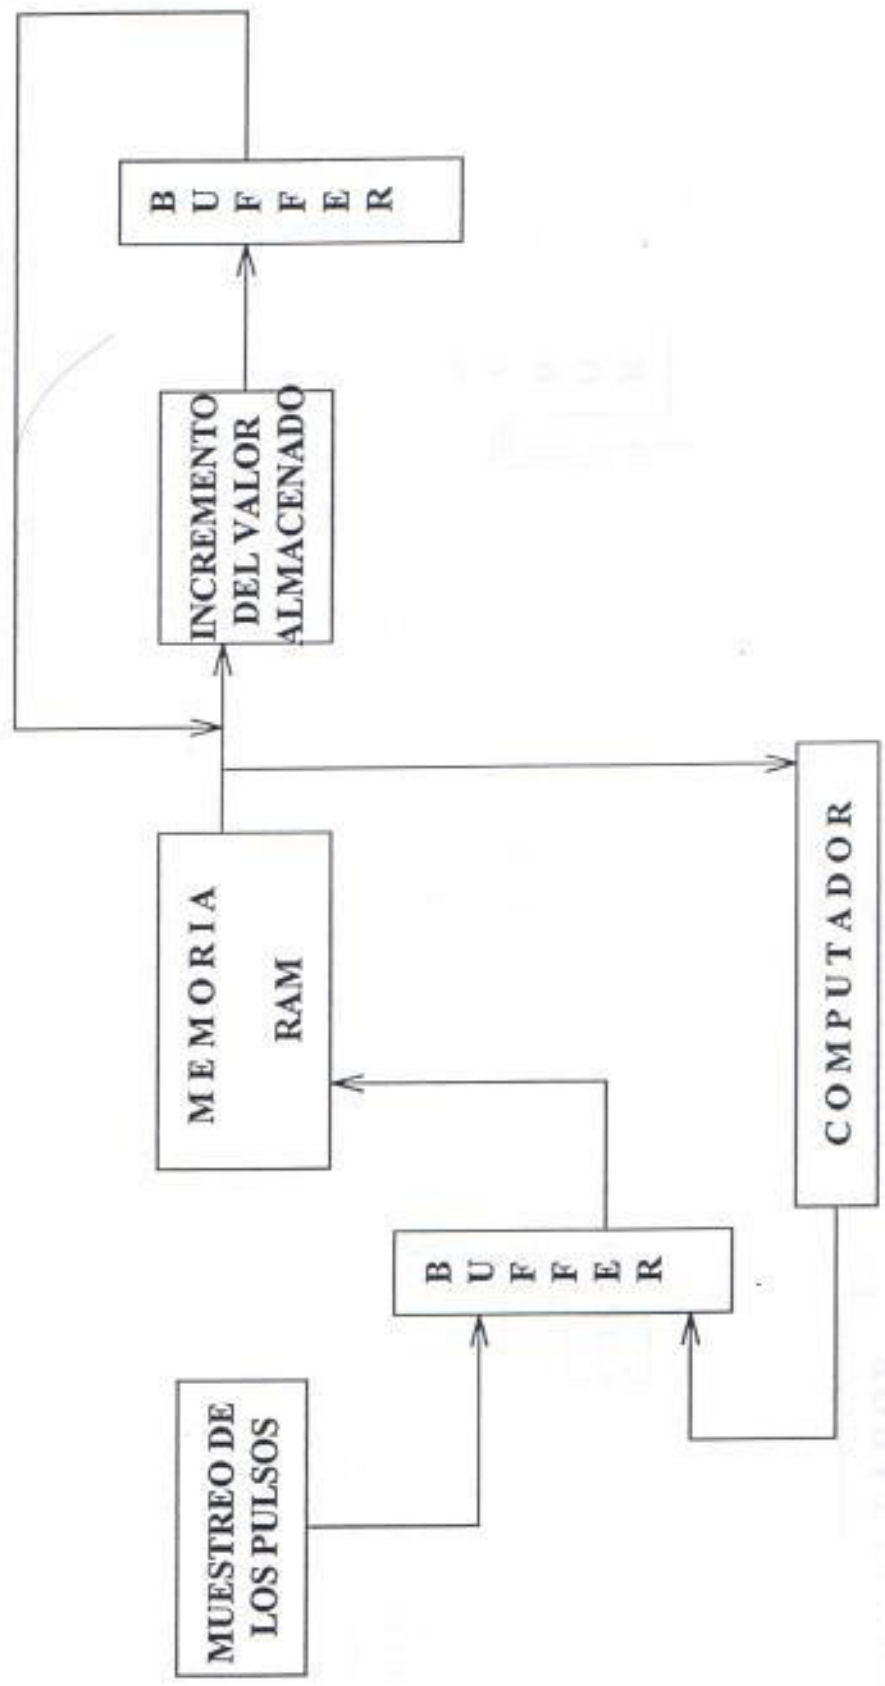 MUESTREO DE
LOS PULSOS
BUFFER
MEMORIA
RAM
COMPUTADOR
INCREMENTO
DEL VALOR
ALMACENADO
BUFFER